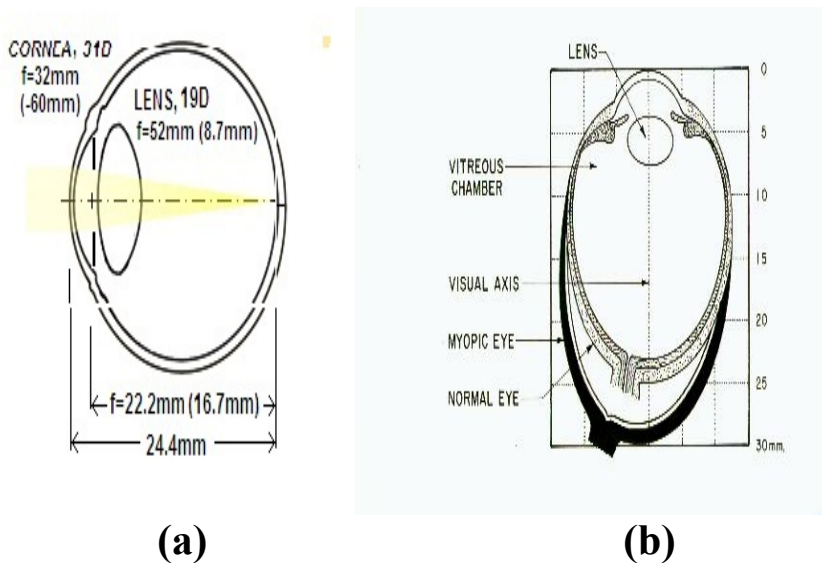 CORNEA, 31D
f=32mm
(-60mm)
LENS, 19D
f=52mm (8.7mm)
f=22.2mm (16.7mm)
24.4mm
(a)
LENS
VITREOUS
CHAMBER
VISUAL AXIS
MYOPIC EYE
NORMAL EYE
0
5
10
15
20
25
30mm,
(b)